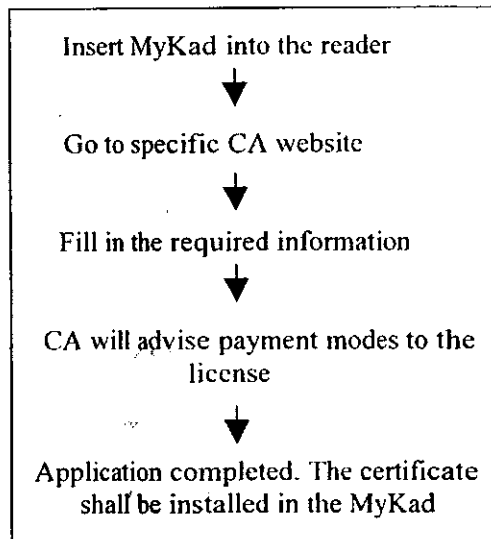 Insert MyKad into the reader
Go to specific CA website
Fill in the required information
CA will advise payment modes to the
license
Application completed. The certificate
shall be installed in the MyKad